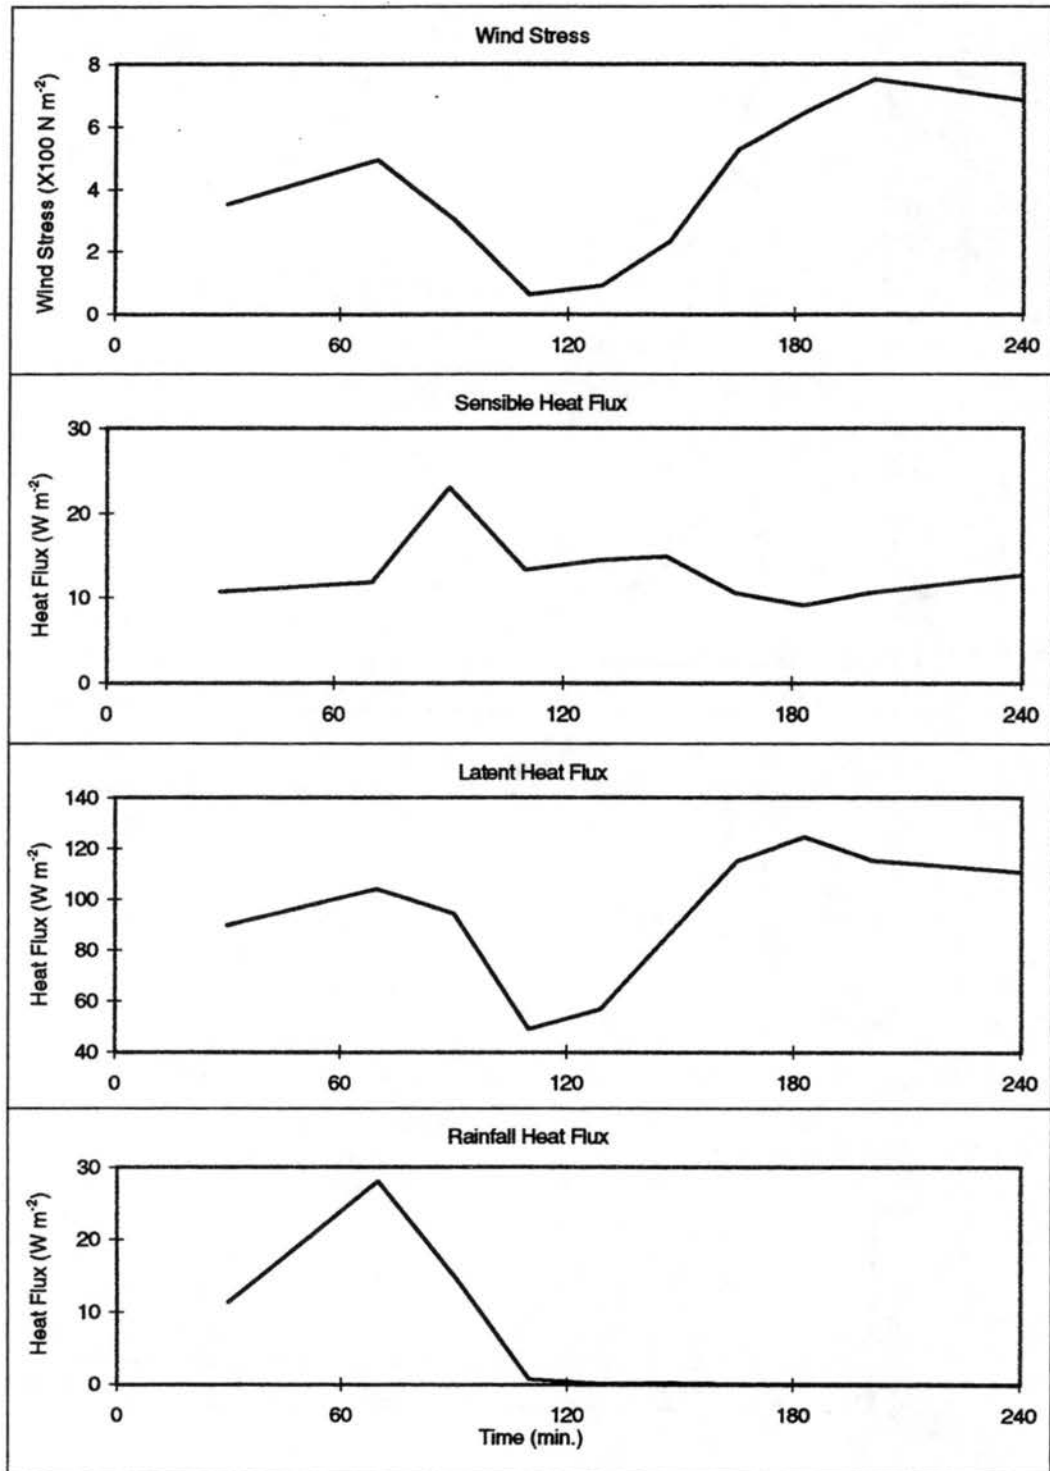 Wind Stress
Wind Stress (X100 N m-2)
8
6
4
2
0
0 60 120 180 240
Sensible Heat Flux
Heat Flux (W m-2)
30
20
10
0
0 60 120 180 240
Latent Heat Flux
Heat Flux (W m-2)
140
120
100
80
60
40
0 60 120 180 240
Rainfall Heat Flux
Heat Flux (W m-2)
30
20
10
0
0 60 120 180 240
Time (min.)